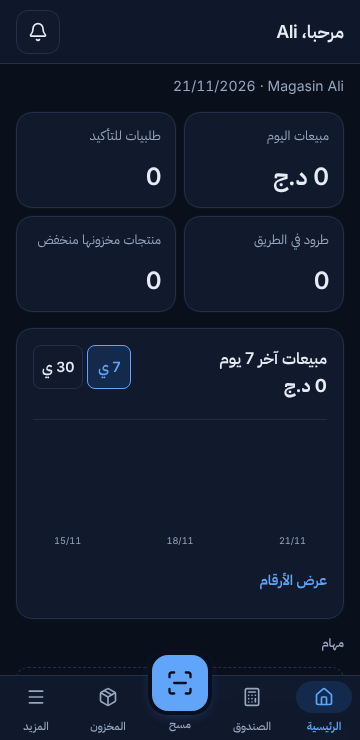 مرحبا، Ali
21/11/2026 · Magasin Ali
مبيعات اليوم
0 د.ج
طلبيات للتأكيد
0
طرود في الطريق
0
منتجات مخزونها منخفض
0
مبيعات آخر 7 يوم
0 د.ج
7 ي
30 ي
21/11
18/11
15/11
عرض الأرقام
مهام
الرئيسية
الصندوق
مسح
المخزون
المزيد